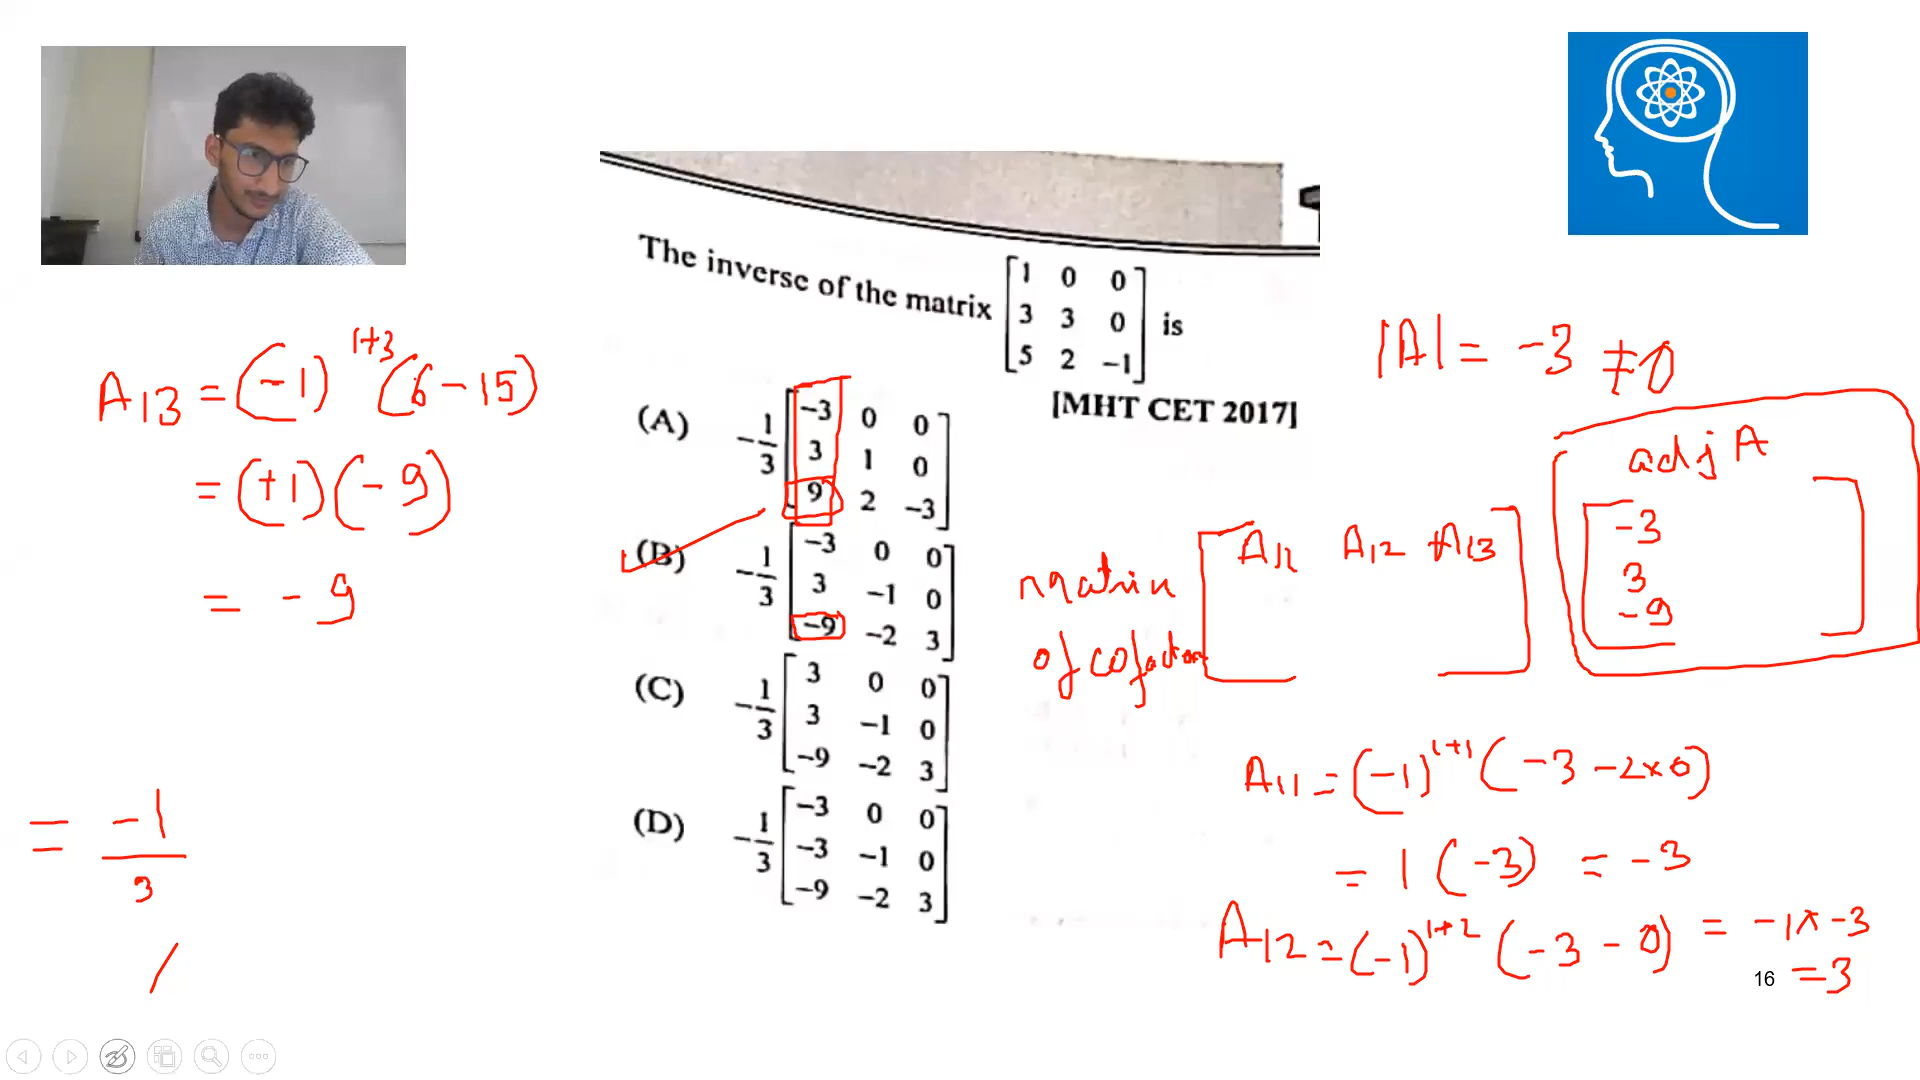 The inverse of the matrix [1 0 0
3 3 0
5 2 -1] is
[MHT CET 2017]
(A) -1/3 [-3 0 0
3 1 0
9 2 -3]
(B) -1/3 [-3 0 0
3 -1 0
-9 -2 3]
(C) -1/3 [3 0 0
3 -1 0
-9 -2 3]
(D) -1/3 [-3 0 0
-3 -1 0
-9 -2 3]
A13 = (-1)^1+3 (6-15)
= (+1)(-9)
= -9
= -1/3
|A| = -3 ≠0
adj A
[-3
3
-9]
matrix of cofactor [A11 A12 A13]
A11 = (-1)^1+1 (-3 -2×0)
= 1 (-3) = -3
A12 = (-1)^1+2 (-3 - 0) = -1× -3
= 3
16